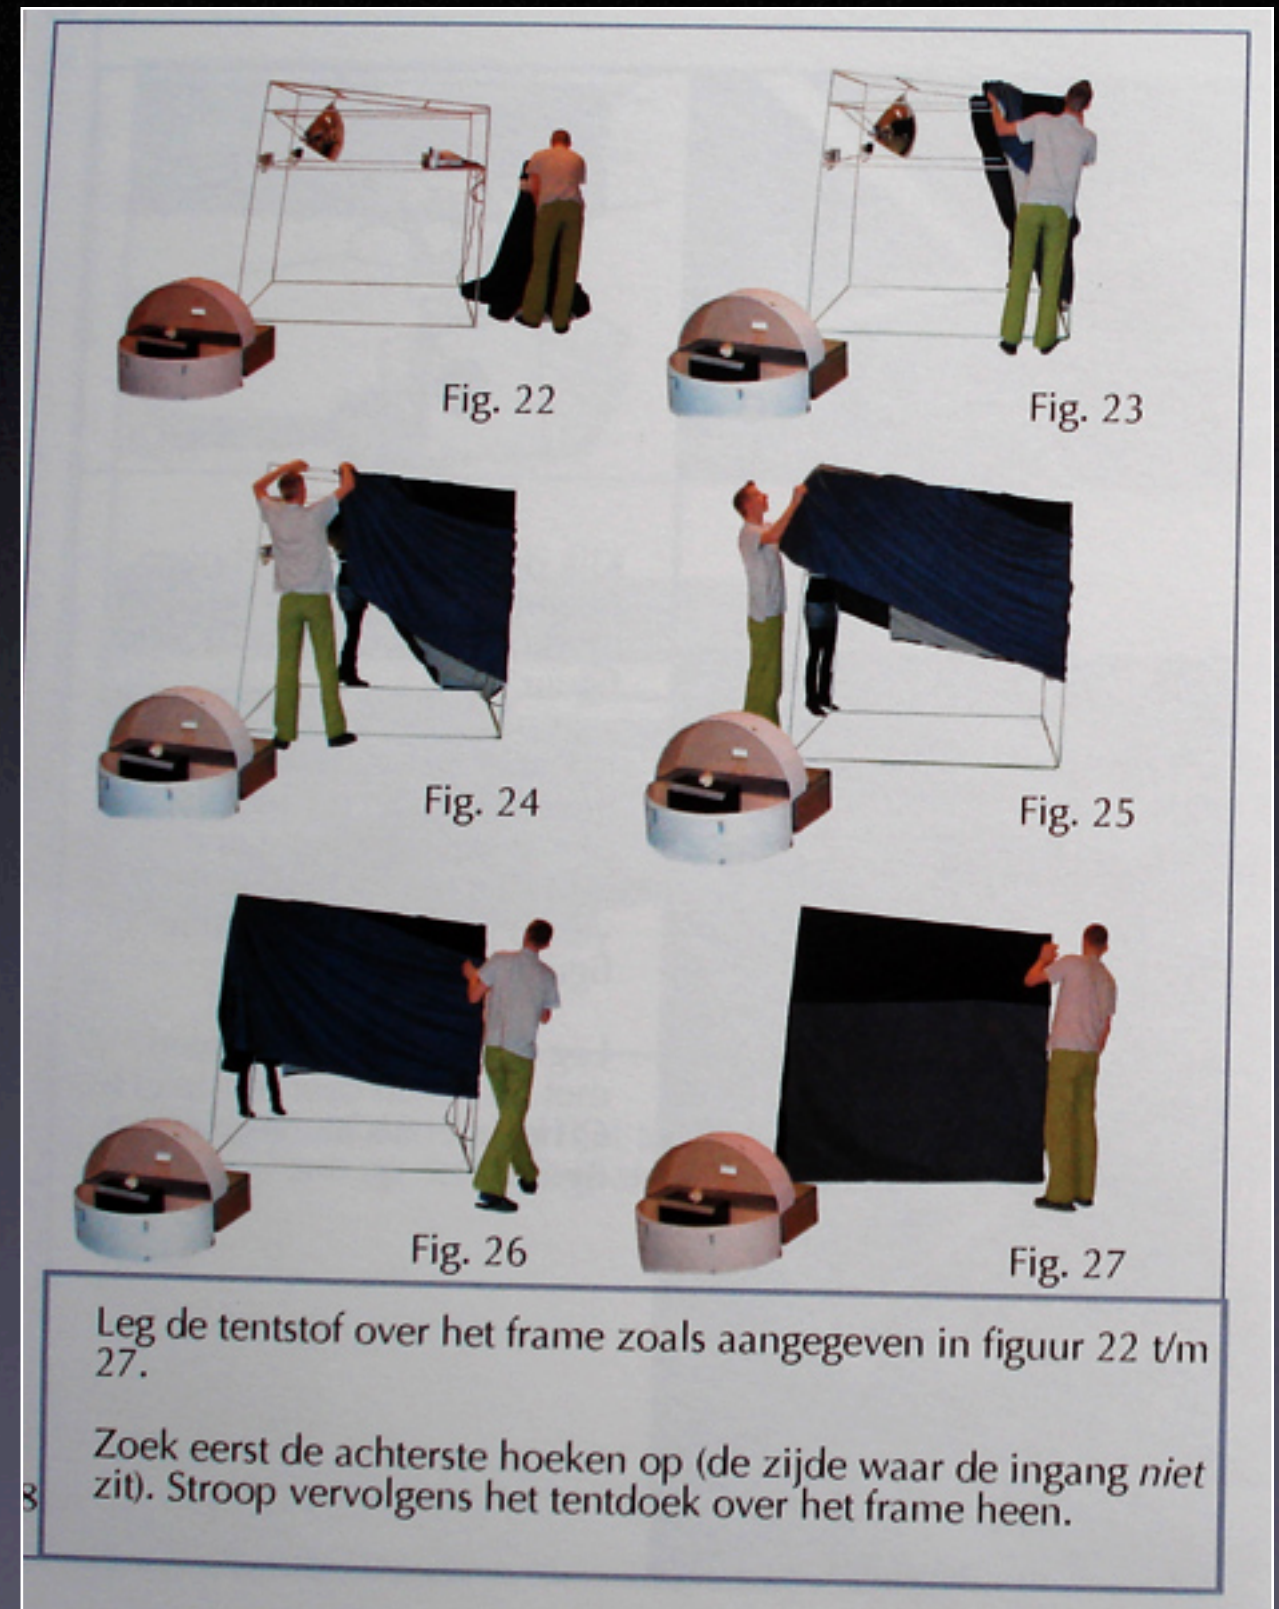 Fig. 22
Fig. 23
Fig. 24
Fig. 25
Fig. 26
Fig. 27
Leg de tentstof over het frame zoals aangegeven in figuur 22 t/m
27.
Zoek eerst de achterste hoeken op (de zijde waar de ingang niet
zit). Stroop vervolgens het tentdoek over het frame heen.
8